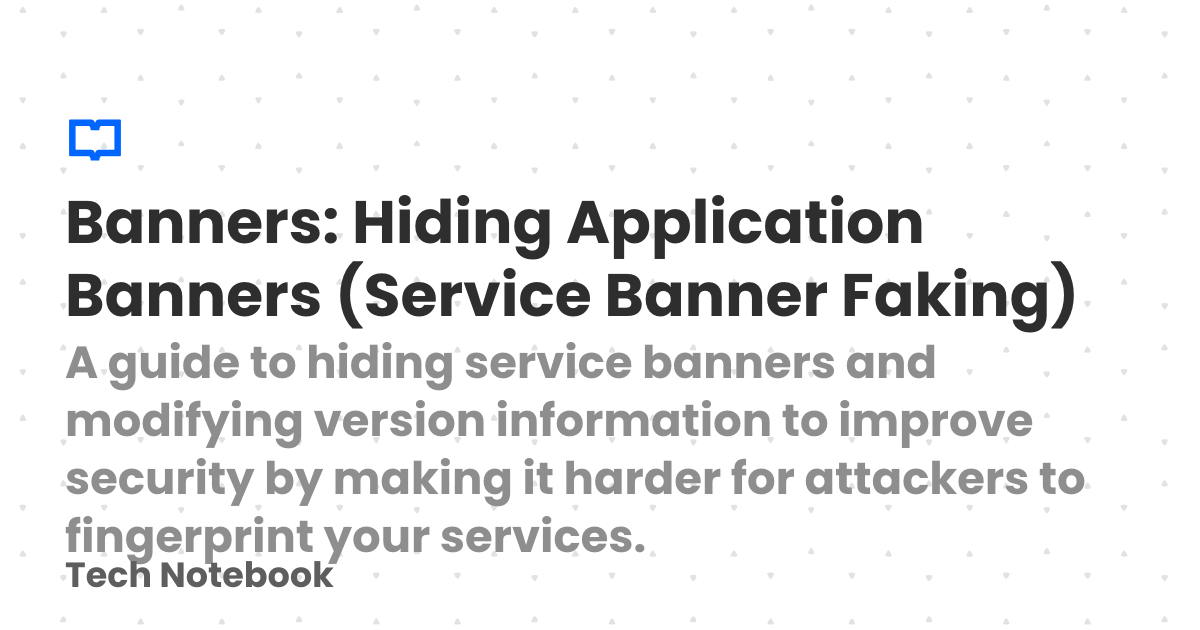 Banners: Hiding Application
Banners (Service Banner Faking)
A guide to hiding service banners and
modifying version information to improve
security by making it harder for attackers to
fingerprint your services.
Tech Notebook